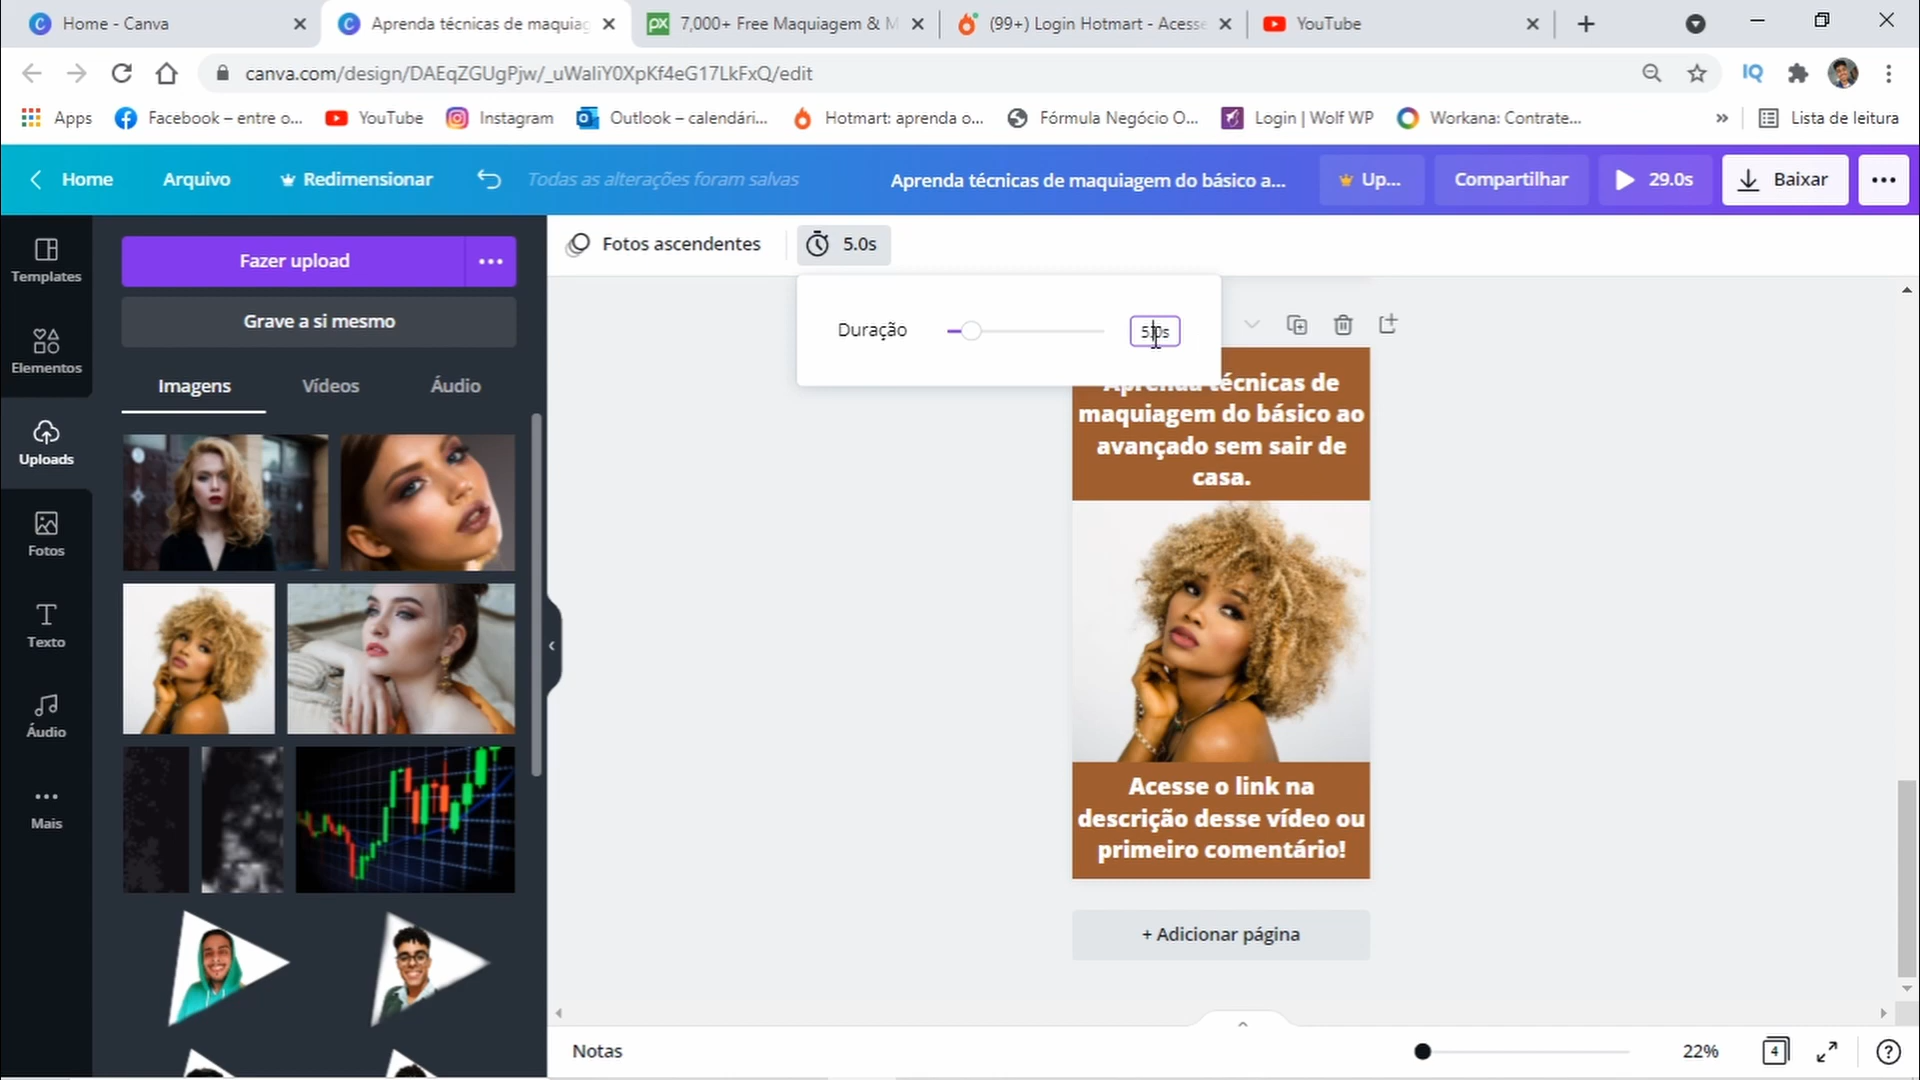 Home - Canva
Aprenda técnicas de maquiag
7,000+ Free Maquiagem & M
(99+) Login Hotmart - Acesse
YouTube
canva.com/design/DAEqZGUgPjw/_uWaliY0XpKf4eG17LkFxQ/edit
Apps
Facebook – entre o...
YouTube
Instagram
Outlook – calendári...
Hotmart: aprenda o...
Fórmula Negócio O...
Login | Wolf WP
Workana: Contrate...
Lista de leitura
Home
Arquivo
Redimensionar
Todas as alterações foram salvas
Aprenda técnicas de maquiagem do básico a...
Up...
Compartilhar
29.0s
Baixar
Templates
Elementos
Uploads
Fotos
Texto
Áudio
Mais
Fazer upload
Grave a si mesmo
Imagens
Vídeos
Áudio
Fotos ascendentes
5.0s
Duração
5.0s
Aprenda técnicas de
maquiagem do básico ao
avançado sem sair de
casa.
Acesse o link na
descrição desse vídeo ou
primeiro comentário!
+ Adicionar página
Notas
22%
4